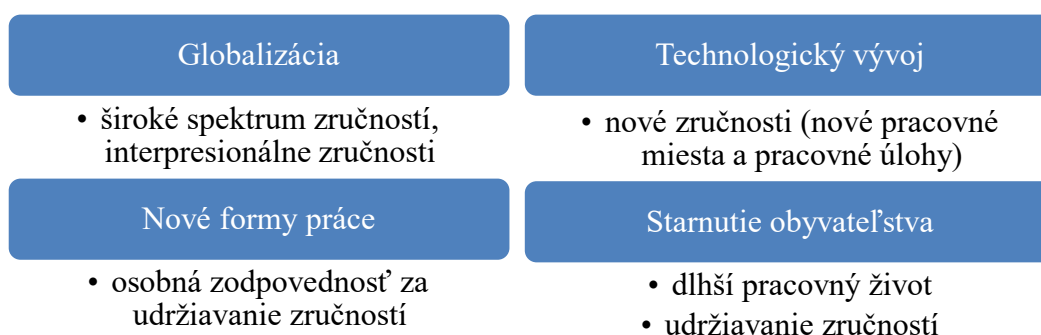 Globalizácia
• široké spektrum zručností,
interpresionálne zručnosti
Technologický vývoj
• nové zručnosti (nové pracovné
miesta a pracovné úlohy)
Nové formy práce
• osobná zodpovednosť za
udržiavanie zručností
Starnutie obyvateľstva
• dlhší pracovný život
• udržiavanie zručností